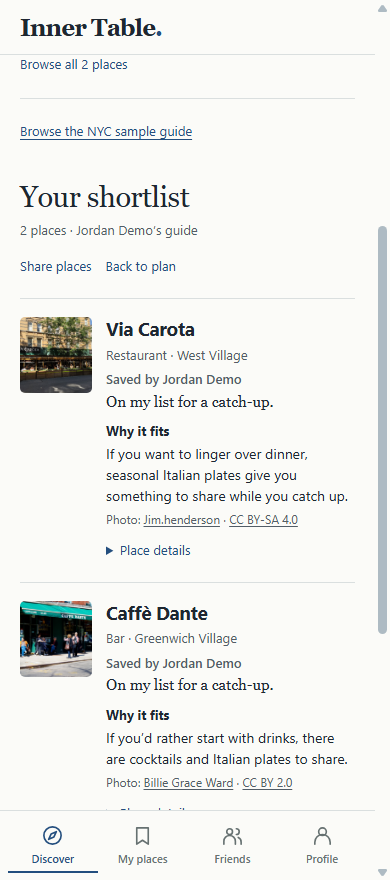 Inner Table.
Browse all 2 places
Browse the NYC sample guide
Your shortlist
2 places · Jordan Demo's guide
Share places Back to plan
Via Carota
Restaurant · West Village
Saved by Jordan Demo
On my list for a catch-up.
Why it fits
If you want to linger over dinner,
seasonal Italian plates give you
something to share while you catch up.
Photo: Jim.henderson · CC BY-SA 4.0
Place details
Caffè Dante
Bar · Greenwich Village
Saved by Jordan Demo
On my list for a catch-up.
Why it fits
If you’d rather start with drinks, there
are cocktails and Italian plates to share.
Photo: Billie Grace Ward · CC BY 2.0
Discover My places Friends Profile